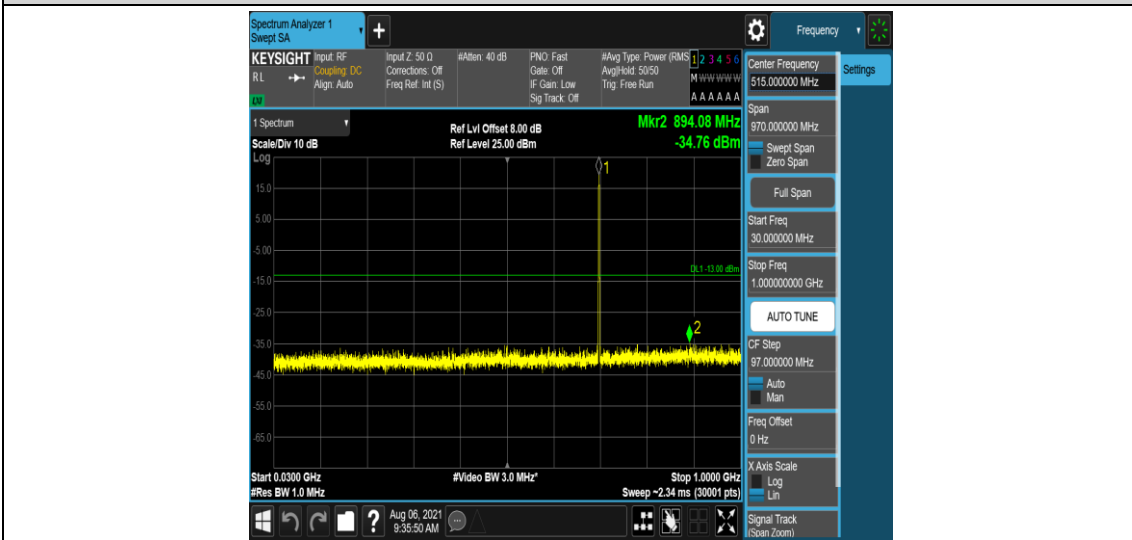 Spectrum Analyzer 1
Swept SA
+
Frequency
KEYSIGHT
RL
LXI
Input: RF
Coupling: DC
Align: Auto
Input Z: 50 Ω
Corrections: Off
Freq Ref: Int (S)
#Atten: 40 dB
PNO: Fast
Gate: Off
IF Gain: Low
Sig Track: Off
#Avg Type: Power (RMS
Avg|Hold: 50/50
Trig: Free Run
1 2 3 4 5 6
M W W W W W
A A A A A A
Center Frequency
515.000000 MHz
Settings
Span
970.000000 MHz
Swept Span
Zero Span
Full Span
Start Freq
30.000000 MHz
Stop Freq
1.000000000 GHz
AUTO TUNE
CF Step
97.000000 MHz
Auto
Man
Freq Offset
0 Hz
X Axis Scale
Log
Lin
Signal Track
(Span Zoom)
1 Spectrum
Scale/Div 10 dB
Log
Ref Lvl Offset 8.00 dB
Ref Level 25.00 dBm
Mkr2 894.08 MHz
-34.76 dBm
1
15.0
5.00
-5.00
DL1 -13.00 dBm
-15.0
-25.0
2
-35.0
-45.0
-55.0
-65.0
Start 0.0300 GHz
#Res BW 1.0 MHz
#Video BW 3.0 MHz*
Stop 1.0000 GHz
Sweep ~2.34 ms (30001 pts)
?
Aug 06, 2021
9:35:50 AM